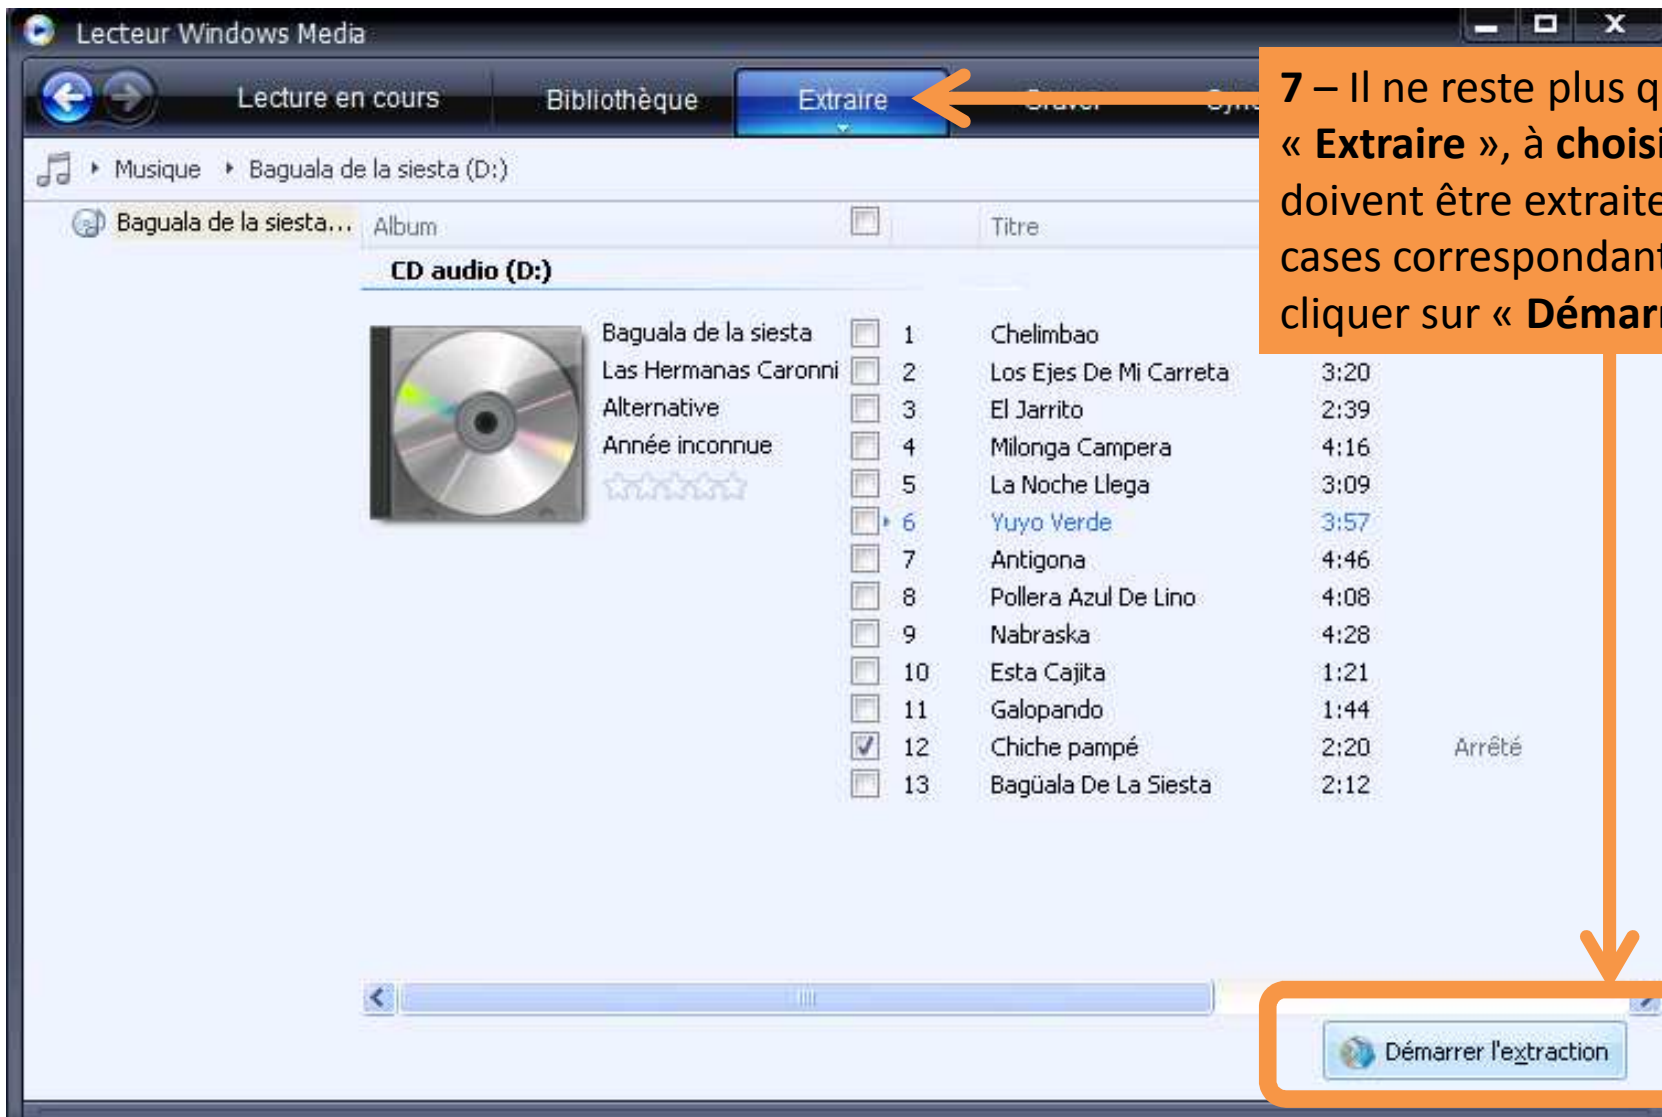 Lecteur Windows Media
Lecture en cours Bibliothèque Extraire
7 – Il ne reste plus
« Extraire », à
doivent être
cases
cliquer sur «
Musique Baguala de la siesta (D:)
Baguala de la siesta... Album Titre
CD audio (D:)
Baguala de la siesta 1 Chelimbao
Las Hermanas Caronni 2 Los Ejes De Mi Carreta 3:20
Alternative 3 El Jarrito 2:39
Année inconnue 4 Milonga Campera 4:16
5 La Noche Llega 3:09
6 Yuyo Verde 3:57
7 Antigona 4:46
8 Pollera Azul De Lino 4:08
9 Nabraska 4:28
10 Esta Cajita 1:21
11 Galopando 1:44
12 Chiche pampé 2:20 Arrêté
13 Bagüala De La Siesta 2:12
Démarrer l'extraction